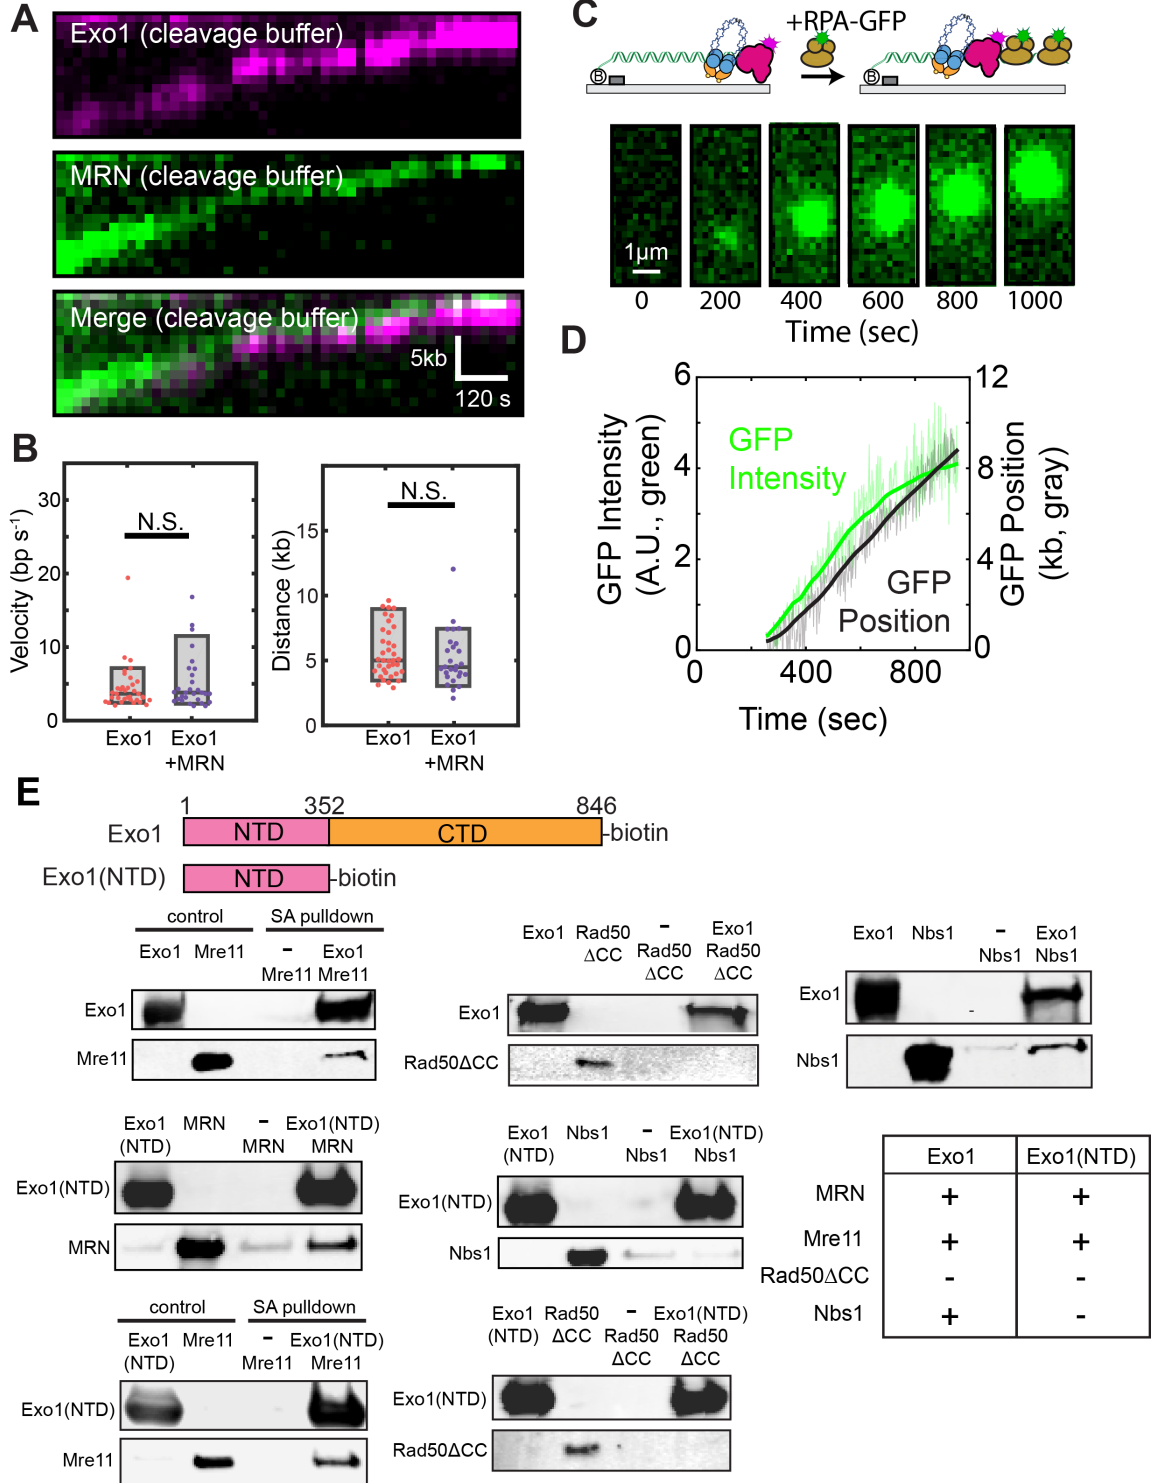 A
Exo1 (cleavage buffer)
MRN (cleavage buffer)
Merge (cleavage buffer)
5kb
120 s
B
Velocity (bp s⁻¹)
30
20
10
0
N.S.
Exo1
Exo1
+MRN
Distance (kb)
15
10
5
0
N.S.
Exo1
Exo1
+MRN
C
+RPA-GFP
B
B
1µm
0
200
400
600
800
1000
Time (sec)
D
GFP Intensity
(A.U., green)
6
4
2
0
GFP
Intensity
GFP
Position
12
8
4
0
GFP Position
(kb, gray)
0
400
800
Time (sec)
E
1
352
846
Exo1
NTD
CTD
-biotin
Exo1(NTD)
NTD
-biotin
control
SA pulldown
Exo1
Mre11
-
Mre11
Exo1
Mre11
Exo1
Mre11
Exo1
Rad50
ΔCC
-
Rad50
ΔCC
Exo1
Rad50
ΔCC
Exo1
Rad50ΔCC
Exo1
Nbs1
-
Nbs1
Exo1
Nbs1
Exo1
Nbs1
Exo1
(NTD)
MRN
-
MRN
Exo1(NTD)
MRN
Exo1(NTD)
MRN
Exo1
(NTD)
Nbs1
-
Nbs1
Exo1(NTD)
Nbs1
Exo1(NTD)
Nbs1
Exo1 Exo1(NTD)
MRN + +
Mre11 + +
Rad50ΔCC - -
Nbs1 + -
control
SA pulldown
Exo1
(NTD)
Mre11
-
Mre11
Exo1(NTD)
Mre11
Exo1(NTD)
Mre11
Exo1
(NTD)
Rad50
ΔCC
-
Rad50
ΔCC
Exo1(NTD)
Rad50
ΔCC
Exo1(NTD)
Rad50ΔCC